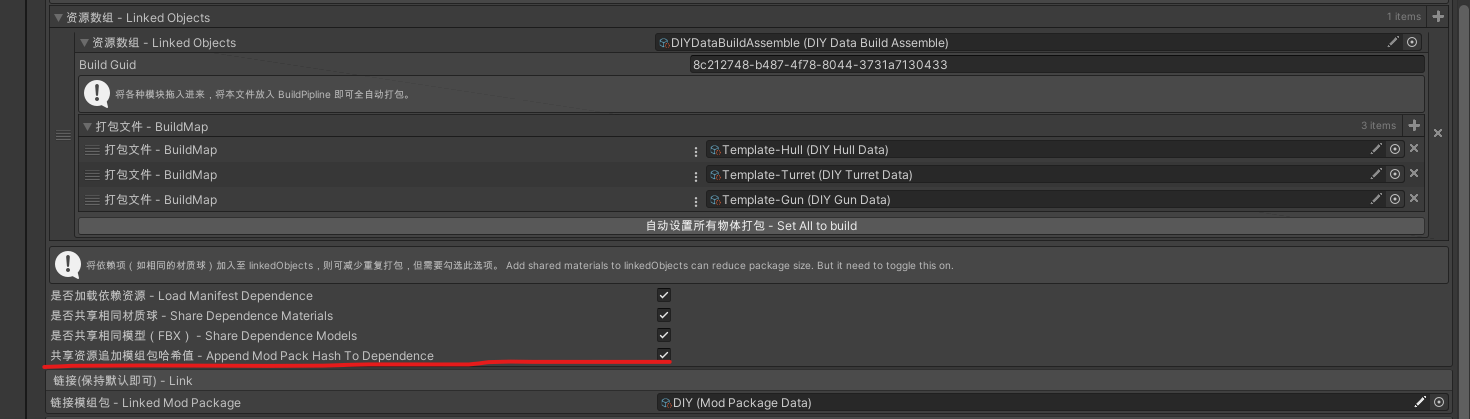 资源数组 - Linked Objects 1 items
资源数组 - Linked Objects DIYDataBuildAssemble (DIY Data Build Assemble)
Build Guid 8c212748-b487-4f78-8044-3731a7130433
将各种模块拖入进来，将本文件放入 BuildPipline 即可全自动打包。
打包文件 - BuildMap 3 items
打包文件 - BuildMap Template-Hull (DIY Hull Data)
打包文件 - BuildMap Template-Turret (DIY Turret Data)
打包文件 - BuildMap Template-Gun (DIY Gun Data)
自动设置所有物体打包 - Set All to build
将依赖项（如相同的材质球）加入至 linkedObjects，则可减少重复打包，但需要勾选此选项。 Add shared materials to linkedObjects can reduce package size. But it need to toggle this on.
是否加载依赖资源 - Load Manifest Dependence
是否共享相同材质球 - Share Dependence Materials
是否共享相同模型（FBX） - Share Dependence Models
共享资源追加模组包哈希值 - Append Mod Pack Hash To Dependence
链接(保持默认即可) - Link
链接模组包 - Linked Mod Package DIY (Mod Package Data)